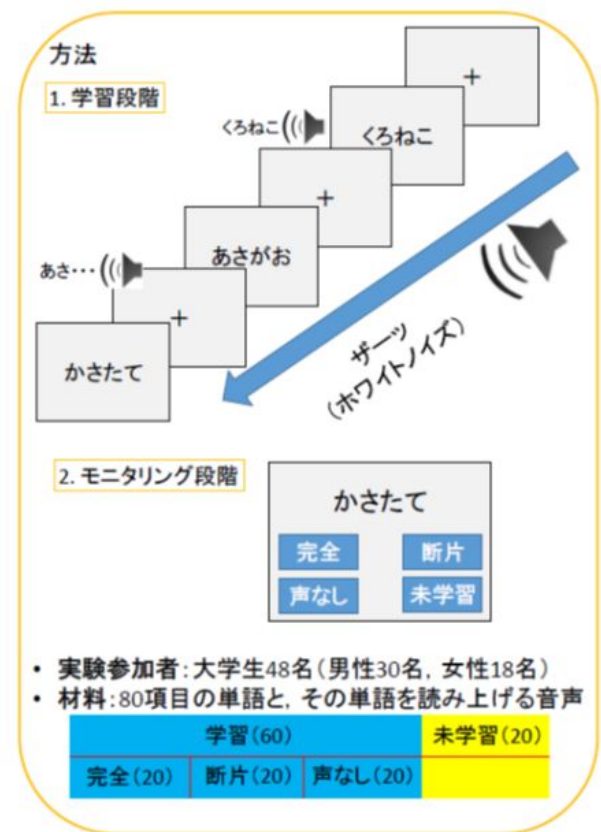 方法
1. 学習段階
+
くろねこ
くろねこ
+
あさがお
あさ・・・
+
かさたて
ザーッ
(ホワイトノイズ)
2. モニタリング段階
かさたて
完全 断片
声なし 未学習
• 実験参加者：大学生48名（男性30名，女性18名）
• 材料：80項目の単語と，その単語を読み上げる音声
学習(60) 未学習(20)
完全(20) 断片(20) 声なし(20)